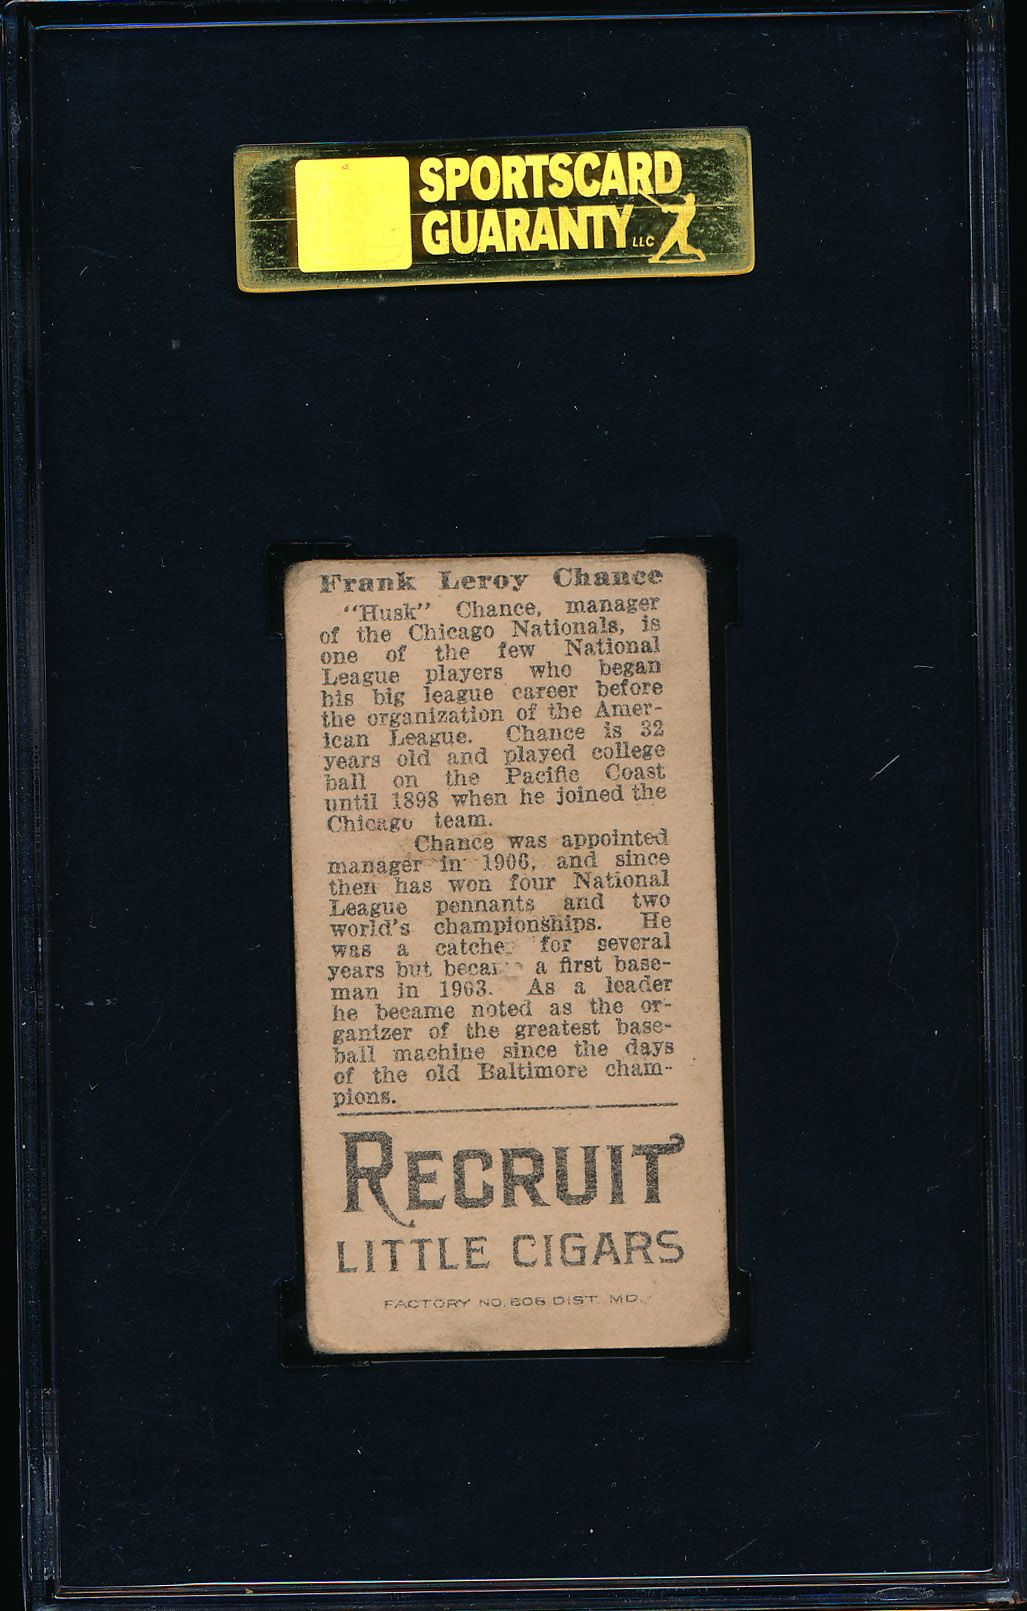 SPORTSCARD
GUARANTY LLC
Frank Leroy Chance
"Husk" Chance, manager
of the Chicago Nationals, is
one of the few National
League players who began
his big league career before
the organization of the Amer-
ican League. Chance is 32
years old and played college
ball on the Pacific Coast
until 1898 when he joined the
Chicago team.
Chance was appointed
manager in 1906, and since
then has won four National
League pennants and two
world's championships. He
was a catcher for several
years but became a first base-
man in 1903. As a leader
he became noted as the or-
ganizer of the greatest base-
ball machine since the days
of the old Baltimore cham-
pions.
RECRUIT
LITTLE CIGARS
FACTORY NO. 606 DIST. MD.